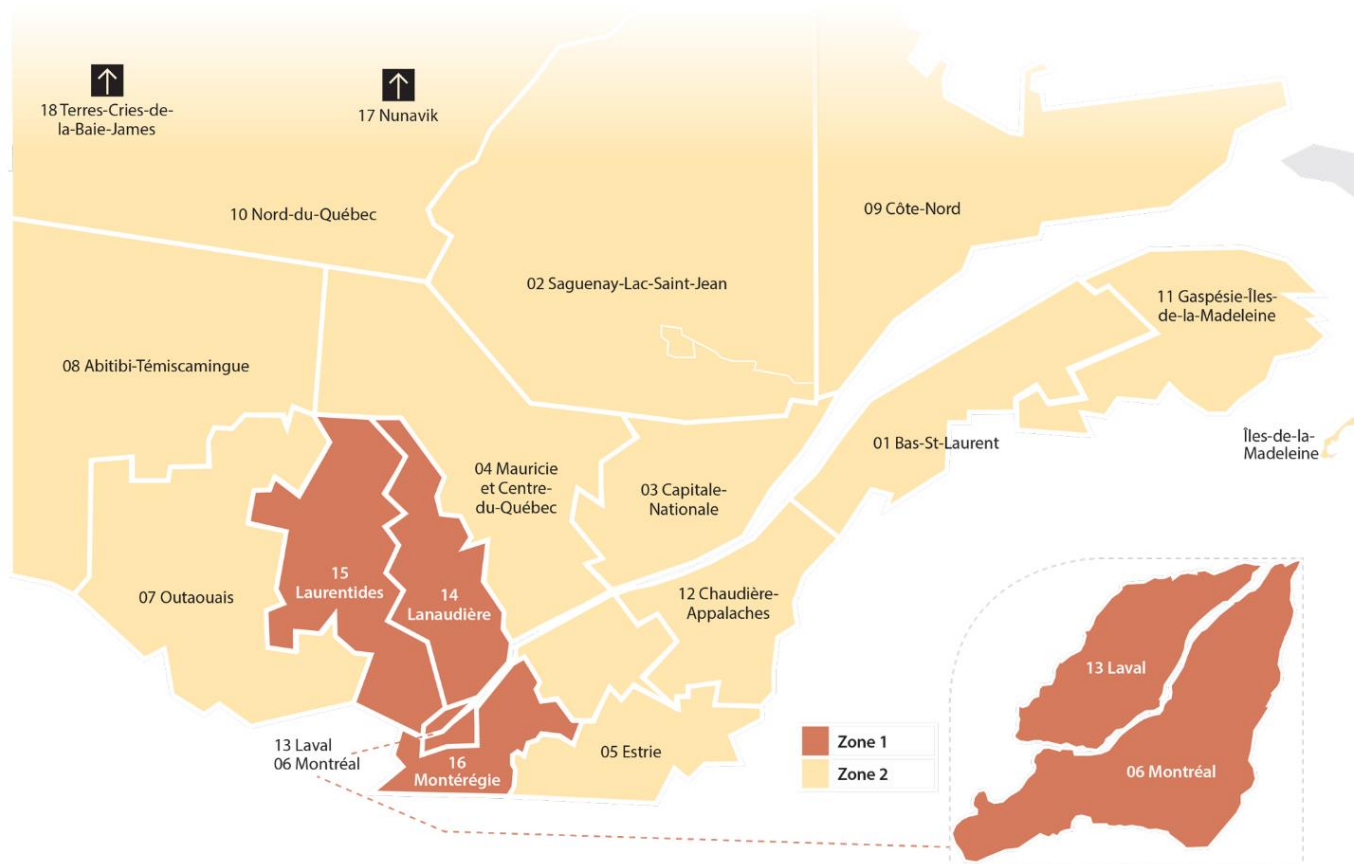 18 Terres-Cries-de-
la-Baie-James
17 Nunavik
10 Nord-du-Québec
09 Côte-Nord
02 Saguenay-Lac-Saint-Jean
11 Gaspésie-Îles-
de-la-Madeleine
08 Abitibi-Témiscamingue
01 Bas-St-Laurent
Îles-de-la-
Madeleine
04 Mauricie
et Centre-
du-Québec
03 Capitale-
Nationale
15
Laurentides
14
Lanaudière
07 Outaouais
12 Chaudière-
Appalaches
13 Laval
06 Montréal
16
Montérégie
05 Estrie
Zone 1
Zone 2
13 Laval
06 Montréal